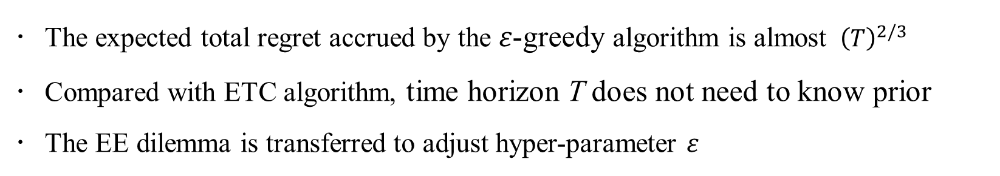 · The expected total regret accrued by the ε-greedy algorithm is almost (T)^{2/3}
· Compared with ETC algorithm, time horizon T does not need to know prior
· The EE dilemma is transferred to adjust hyper-parameter ε